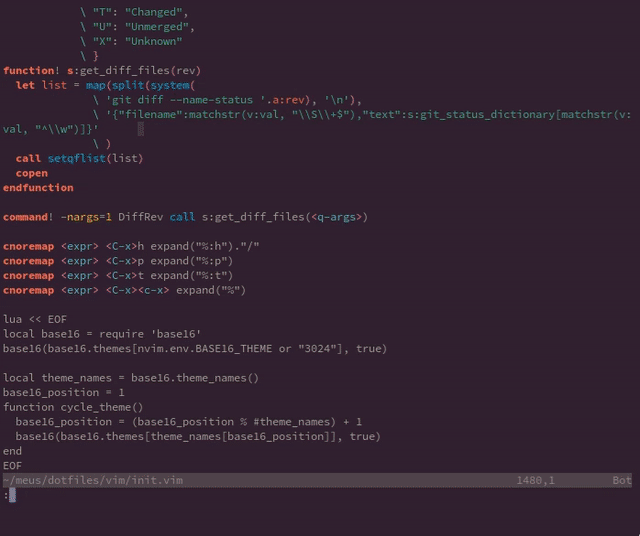 \ "T": "Changed",
\ "U": "Unmerged",
\ "X": "Unknown"
\ }
function! s:get_diff_files(rev)
let list = map(split(system(
\ 'git diff --name-status '.a:rev), '\n'),
\ '{"filename":matchstr(v:val, "\\S\\+$"),"text":s:git_status_dictionary[matchstr(v:
val, "^\\w")]}'
\ )
call setqflist(list)
copen
endfunction
command! -nargs=1 DiffRev call s:get_diff_files(<q-args>)
cnoremap <expr> <C-x>h expand("%:h")."/"
cnoremap <expr> <C-x>p expand("%:p")
cnoremap <expr> <C-x>t expand("%:t")
cnoremap <expr> <C-x><c-x> expand("%")
lua << EOF
local base16 = require 'base16'
base16(base16.themes[nvim.env.BASE16_THEME or "3024"], true)
local theme_names = base16.theme_names()
base16_position = 1
function cycle_theme()
base16_position = (base16_position % #theme_names) + 1
base16(base16.themes[theme_names[base16_position]], true)
end
EOF
~/meus/dotfiles/vim/init.vim 1480,1 Bot
: